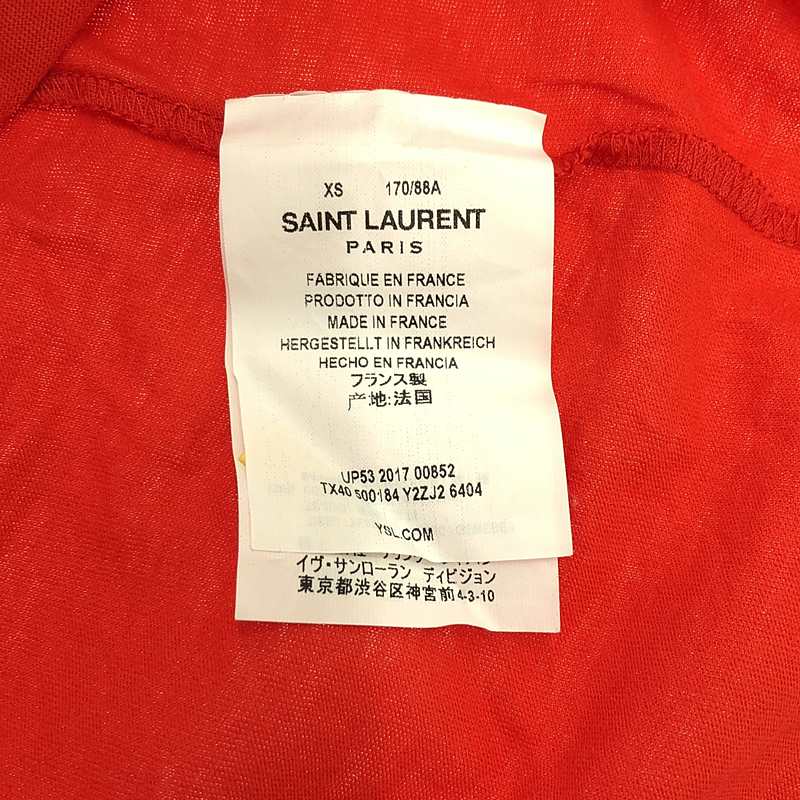 XS 170/88A
SAINT LAURENT
PARIS
FABRIQUE EN FRANCE
PRODOTTO IN FRANCIA
MADE IN FRANCE
HERGESTELLT IN FRANKREICH
HECHO EN FRANCIA
フランス製
产地:法国
UP53 2017 00852
TX40 500184 Y2ZJ2 6404
YSL.COM
イヴ・サンローラン ディビジョン
東京都渋谷区神宮前4-3-10